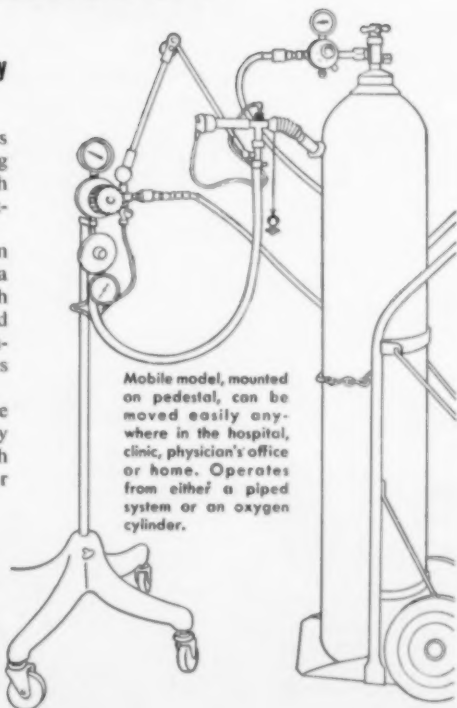 Mobile model, mounted
on pedestal, can be
moved easily any-
where in the hospital,
clinic, physician's office
or home. Operates
from either a piped
system or an oxygen
cylinder.